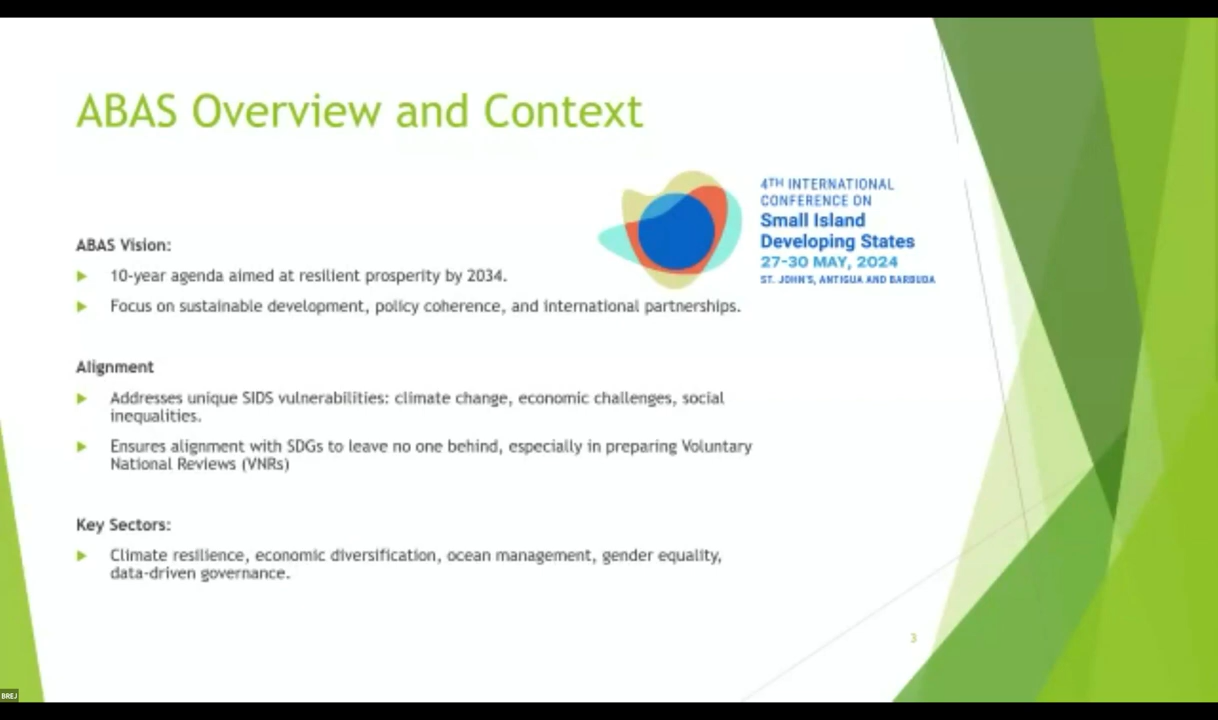 ABAS Overview and Context
4TH INTERNATIONAL
CONFERENCE ON
Small Island
Developing States
27-30 MAY, 2024
ST. JOHN'S, ANTIGUA AND BARBUDA
ABAS Vision:
10-year agenda aimed at resilient prosperity by 2034.
Focus on sustainable development, policy coherence, and international partnerships.
Alignment
Addresses unique SIDS vulnerabilities: climate change, economic challenges, social
inequalities.
Ensures alignment with SDGs to leave no one behind, especially in preparing Voluntary
National Reviews (VNRs)
Key Sectors:
Climate resilience, economic diversification, ocean management, gender equality,
data-driven governance.
3
BREJ